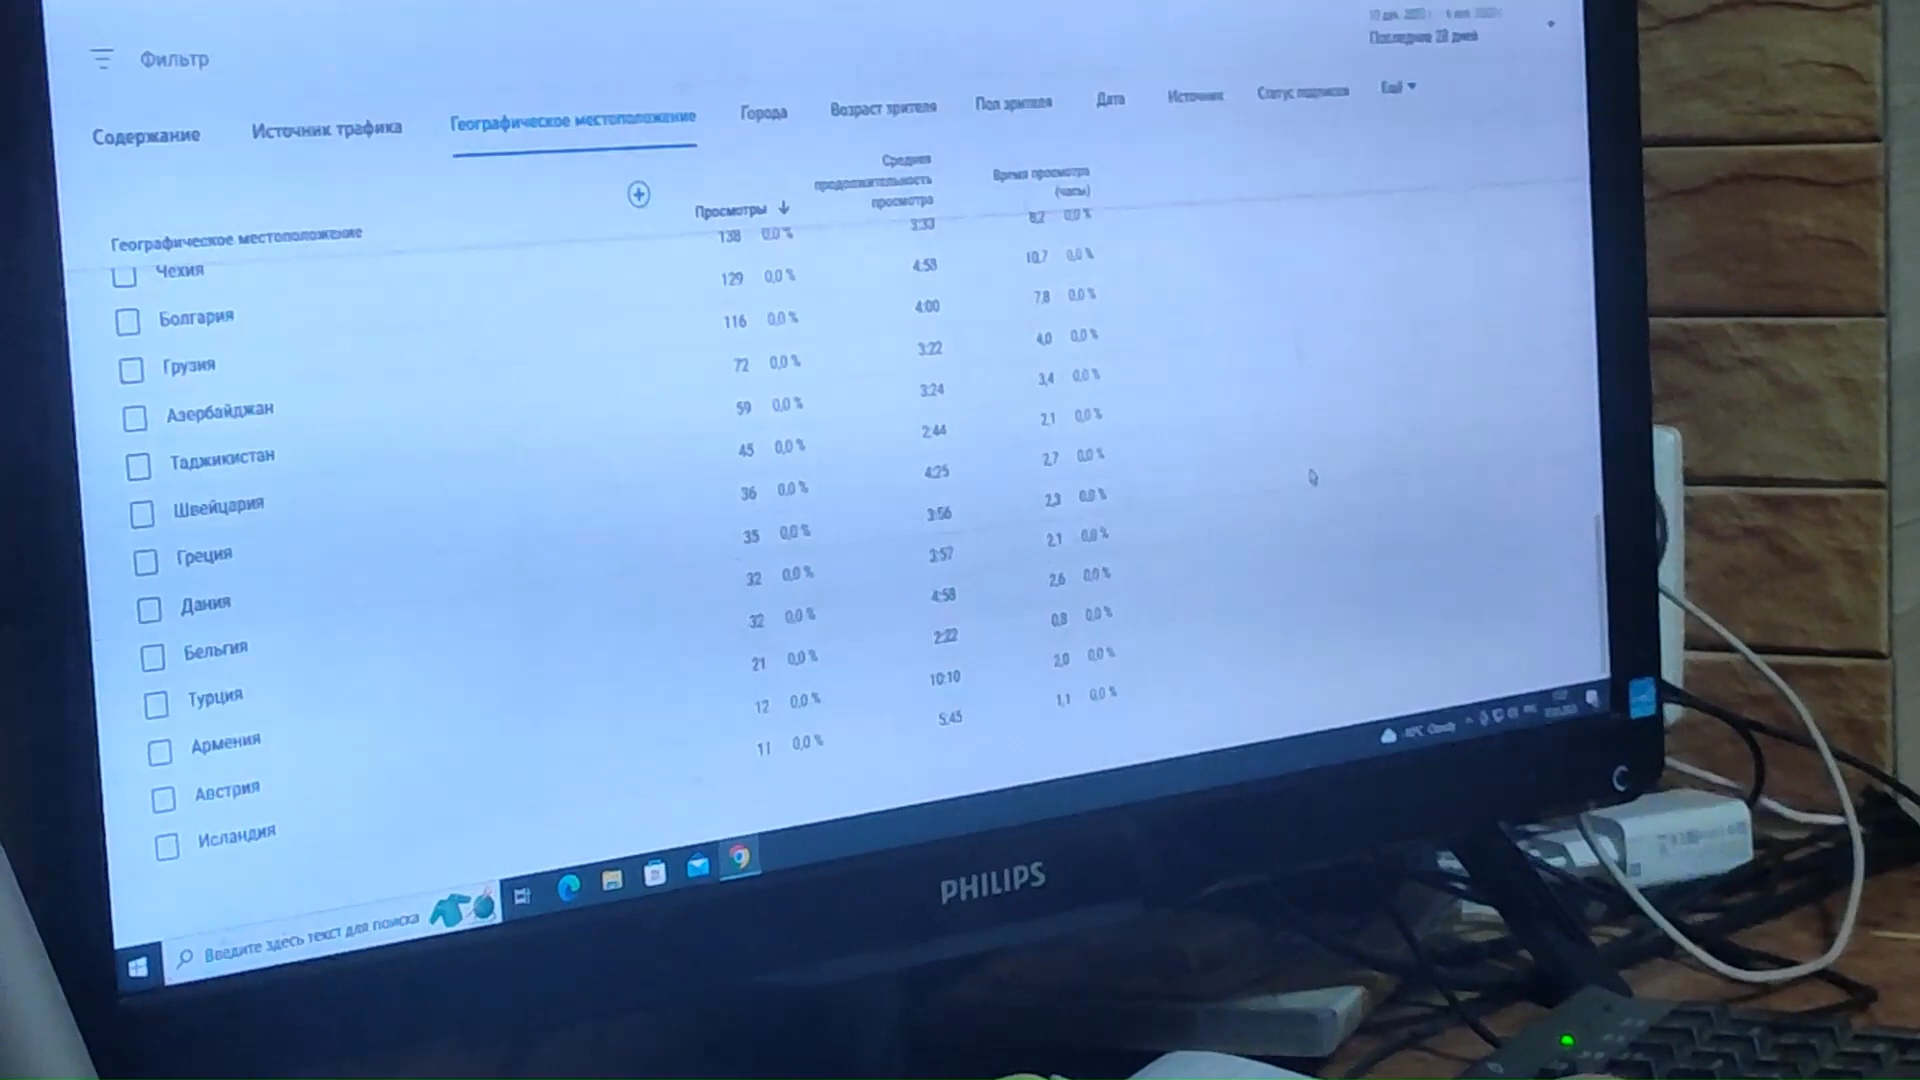 Фильтр
Последние 28 дней
Содержание Источник трафика Географическое местоположение Города Возраст зрителя Пол зрителя Дата Источник Статус подписки Ещё
Географическое местоположение Просмотры Средняя продолжительность просмотра Время просмотра (часы)
Чехия 138 0,0 % 3:33 8,2 0,0 %
Болгария 129 0,0 % 4:58 10,7 0,0 %
Грузия 116 0,0 % 4:00 7,8 0,0 %
Азербайджан 72 0,0 % 3:22 4,0 0,0 %
Таджикистан 59 0,0 % 3:24 3,4 0,0 %
Швейцария 45 0,0 % 2:44 2,1 0,0 %
Греция 36 0,0 % 4:25 2,7 0,0 %
Дания 35 0,0 % 3:56 2,3 0,0 %
Бельгия 32 0,0 % 3:57 2,1 0,0 %
Турция 32 0,0 % 4:58 2,6 0,0 %
Армения 21 0,0 % 2:22 0,8 0,0 %
Австрия 12 0,0 % 10:10 2,0 0,0 %
Исландия 11 0,0 % 5:45 1,1 0,0 %
Введите здесь текст для поиска
Cloudy
PHILIPS